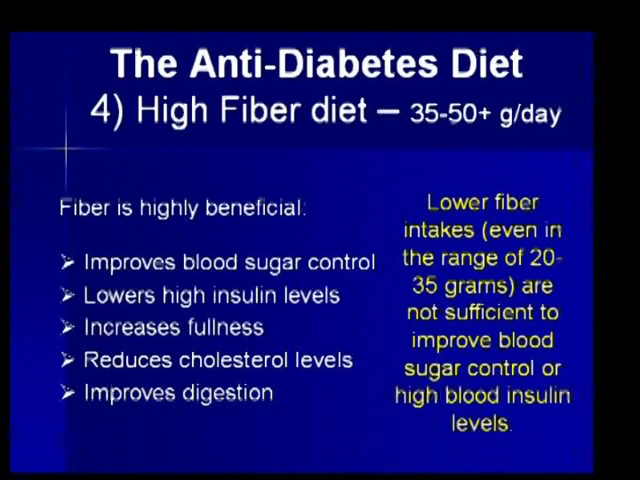 The Anti-Diabetes Diet
4) High Fiber diet – 35-50+ g/day
Fiber is highly beneficial:
➢ Improves blood sugar control
➢ Lowers high insulin levels
➢ Increases fullness
➢ Reduces cholesterol levels
➢ Improves digestion
Lower fiber
intakes (even in
the range of 20-
35 grams) are
not sufficient to
improve blood
sugar control or
high blood insulin
levels.